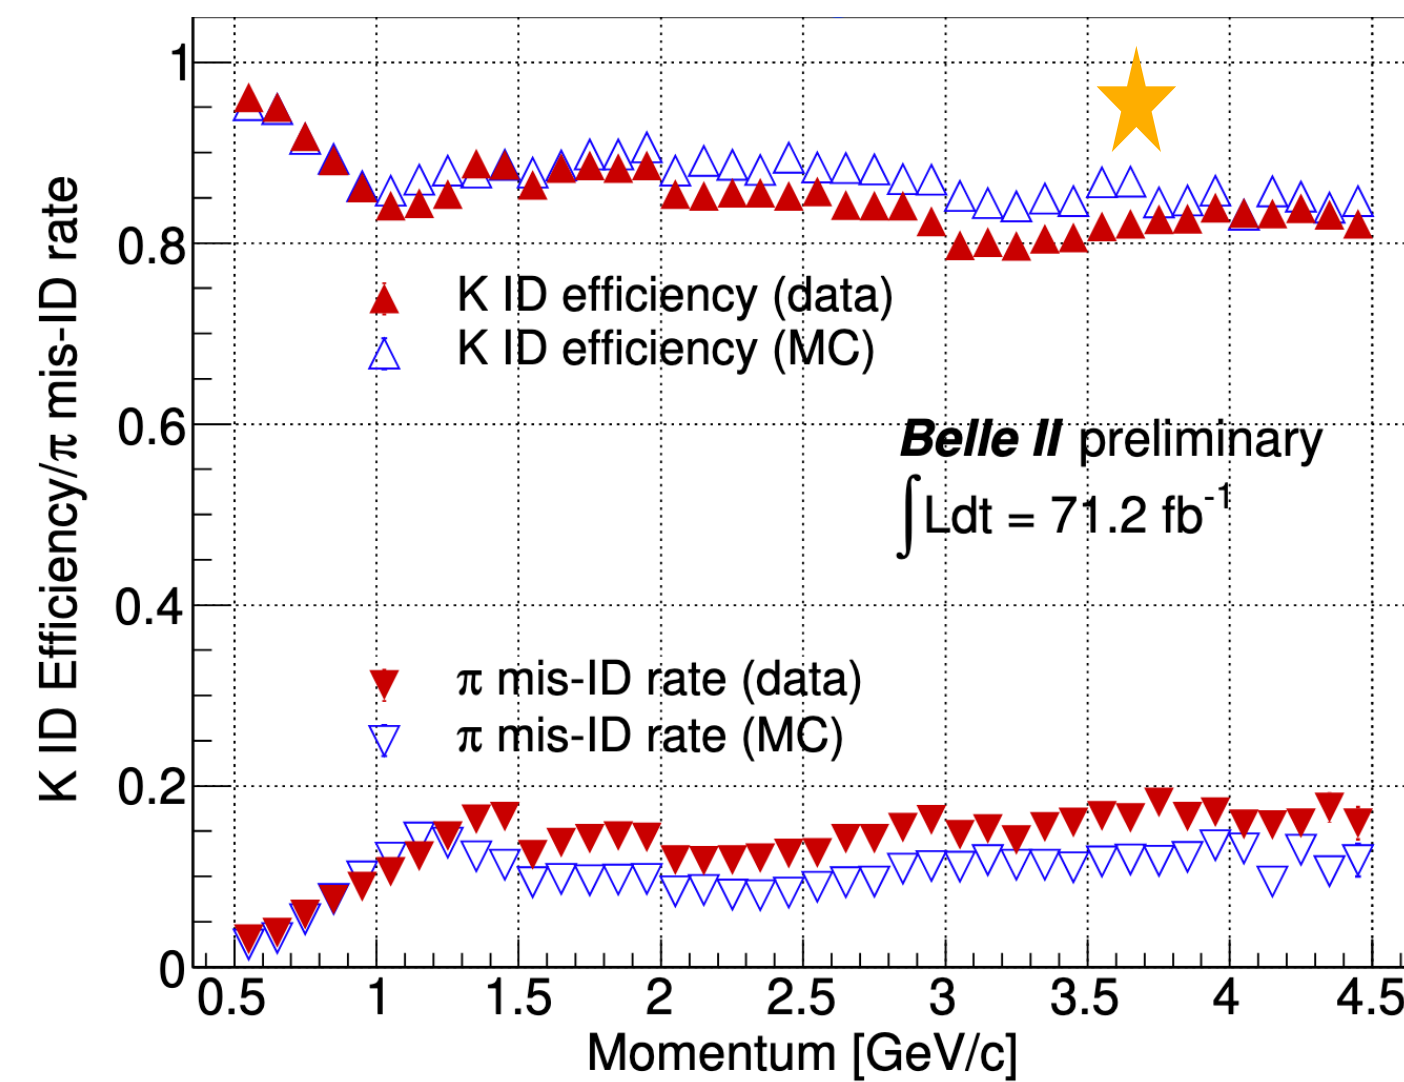 K ID Efficiency/π mis-ID rate
1
0.8
0.6
0.4
0.2
0
K ID efficiency (data)
K ID efficiency (MC)
Belle II preliminary
∫Ldt = 71.2 fb⁻¹
π mis-ID rate (data)
π mis-ID rate (MC)
0.5 1 1.5 2 2.5 3 3.5 4 4.5
Momentum [GeV/c]